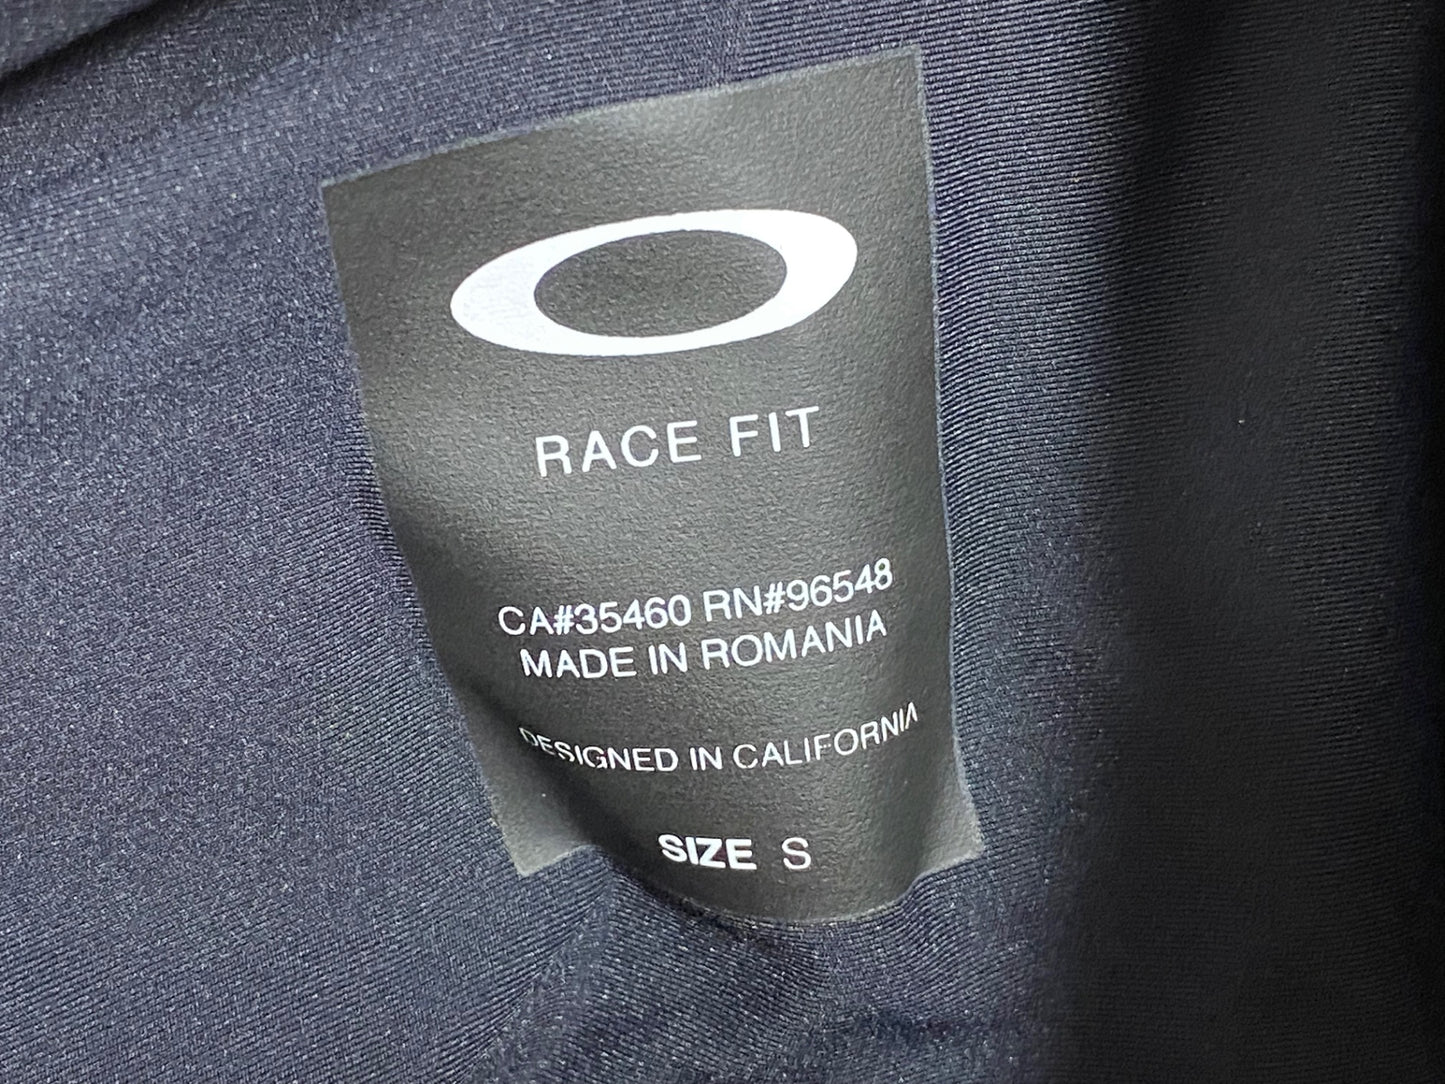 RACE FIT
CA#35460 RN#96548
MADE IN ROMANIA
DESIGNED IN CALIFORNIA
SIZE S